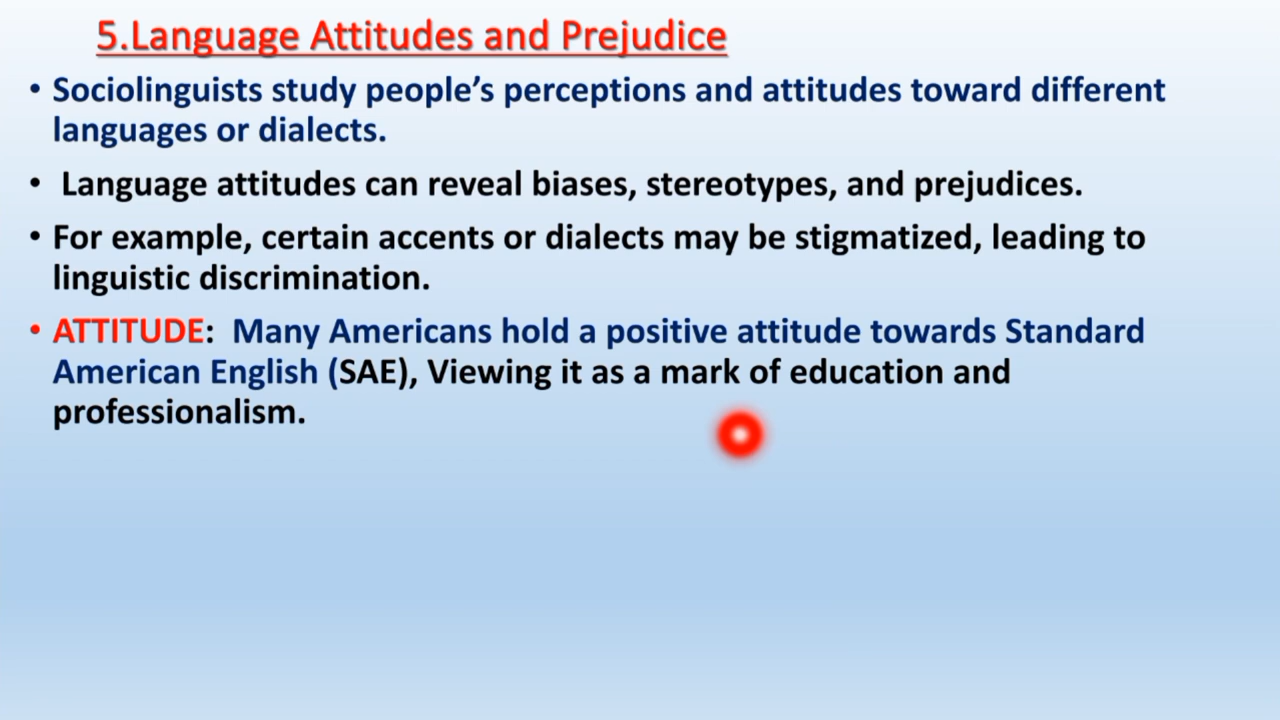 5.Language Attitudes and Prejudice
• Sociolinguists study people’s perceptions and attitudes toward different
languages or dialects.
• Language attitudes can reveal biases, stereotypes, and prejudices.
• For example, certain accents or dialects may be stigmatized, leading to
linguistic discrimination.
• ATTITUDE: Many Americans hold a positive attitude towards Standard
American English (SAE), Viewing it as a mark of education and
professionalism.